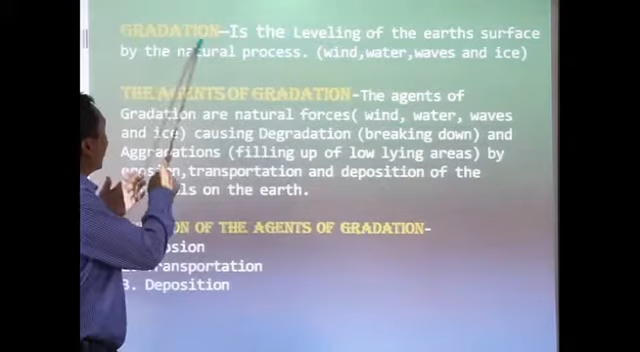 GRADATION-Is the Leveling of the earths surface
by the natural process. (wind,water,waves and ice)
THE AGENTS OF GRADATION-The agents of
Gradation are natural forces( wind, water, waves
and ice) causing Degradation (breaking down) and
Aggradations (filling up of low lying areas) by
erosion,transportation and deposition of the
on the earth.
OF THE AGENTS OF GRADATION-
Transportation
3. Deposition